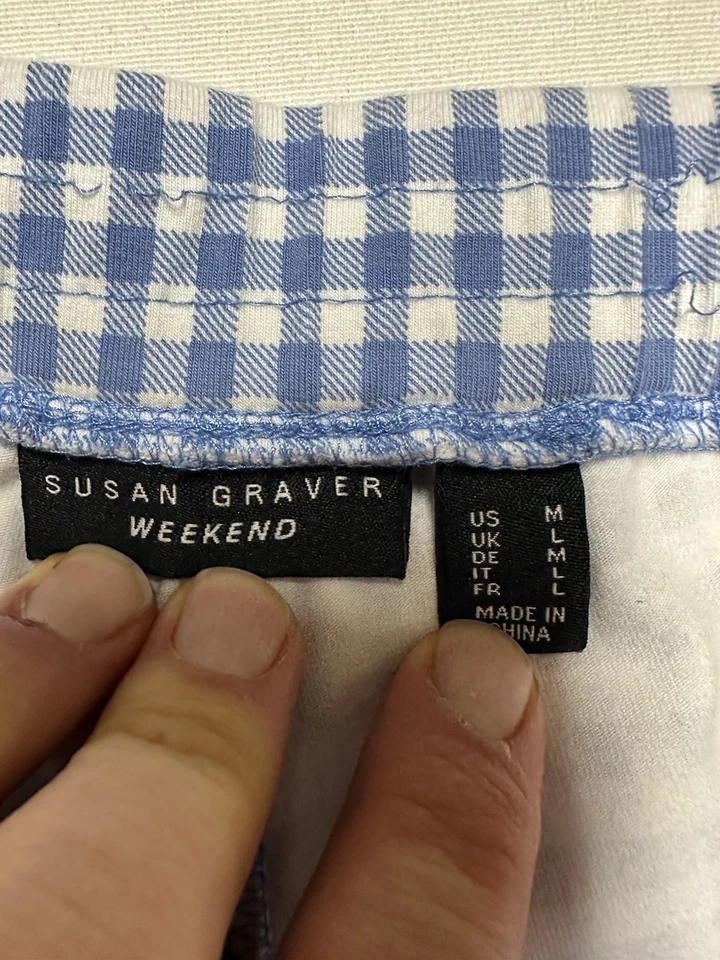 SUSAN GRAVER
WEEKEND
US M
UK L
DE M
IT L
FR L
MADE IN
CHINA